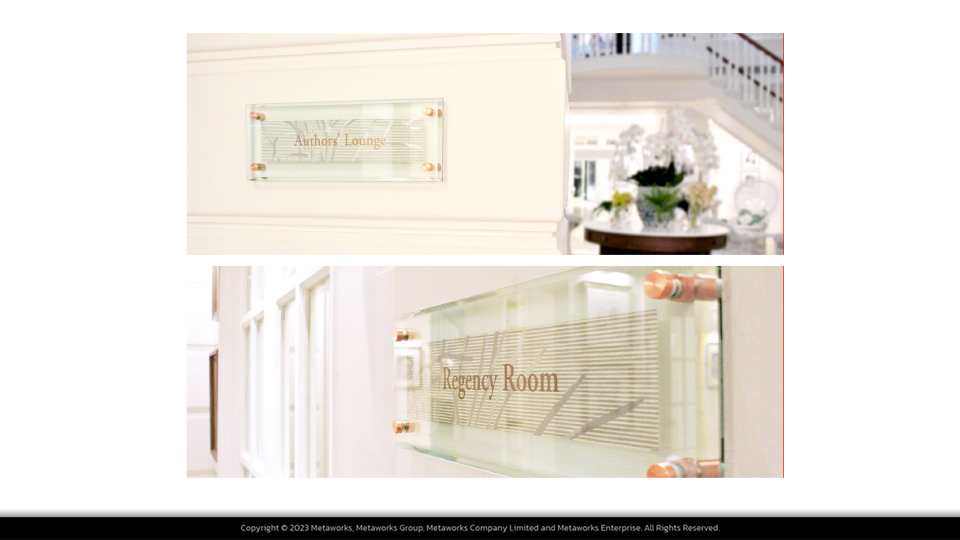 Authors' Lounge
Regency Room
Copyright © 2023 Metaworks, Metaworks Group, Metaworks Company Limited and Metaworks Enterprise. All Rights Reserved.